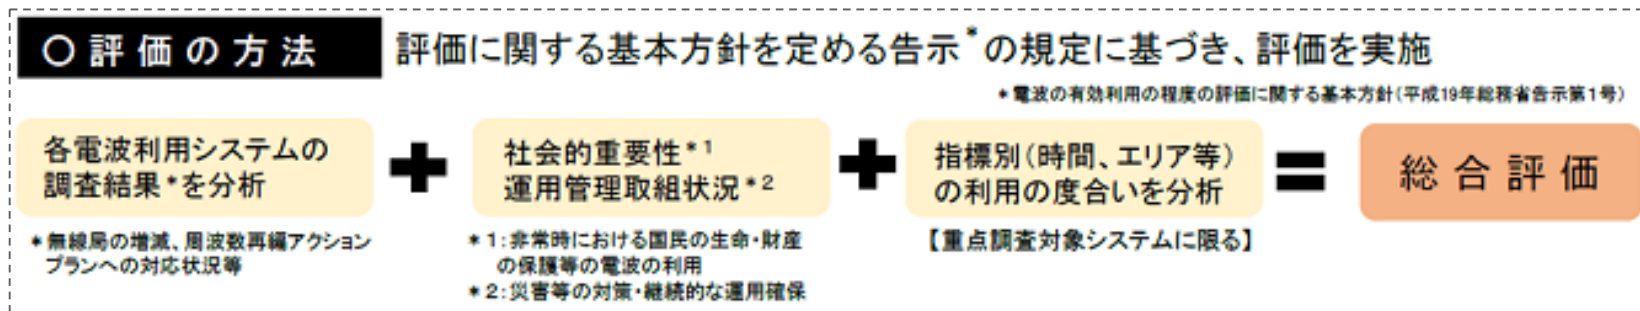 〇評価の方法 評価に関する基本方針を定める告示*の規定に基づき、評価を実施
*電波の有効利用の程度の評価に関する基本方針(平成19年総務省告示第1号)
各電波利用システムの
調査結果*を分析
*無線局の増減、周波数再編アクション
プランへの対応状況等
+
社会的重要性*1
運用管理取組状況*2
*1:非常時における国民の生命・財産
の保護等の電波の利用
*2:災害等の対策・継続的な運用確保
+
指標別(時間、エリア等)
の利用の度合いを分析
【重点調査対象システムに限る】
=
総合評価